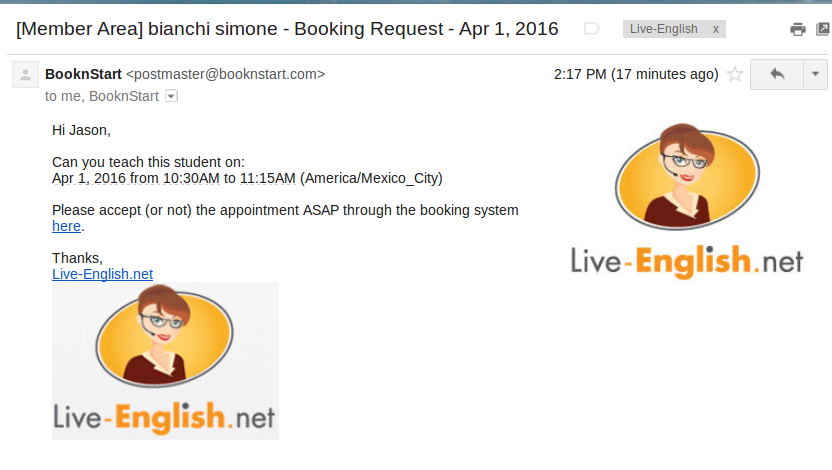 [Member Area] bianchi simone - Booking Request - Apr 1, 2016
Live-English x
BooknStart <postmaster@booknstart.com>
2:17 PM (17 minutes ago)
to me, BooknStart
Hi Jason,
Can you teach this student on:
Apr 1, 2016 from 10:30AM to 11:15AM (America/Mexico_City)
Please accept (or not) the appointment ASAP through the booking system
here.
Thanks,
Live-English.net
Live-English.net
Live-English.net